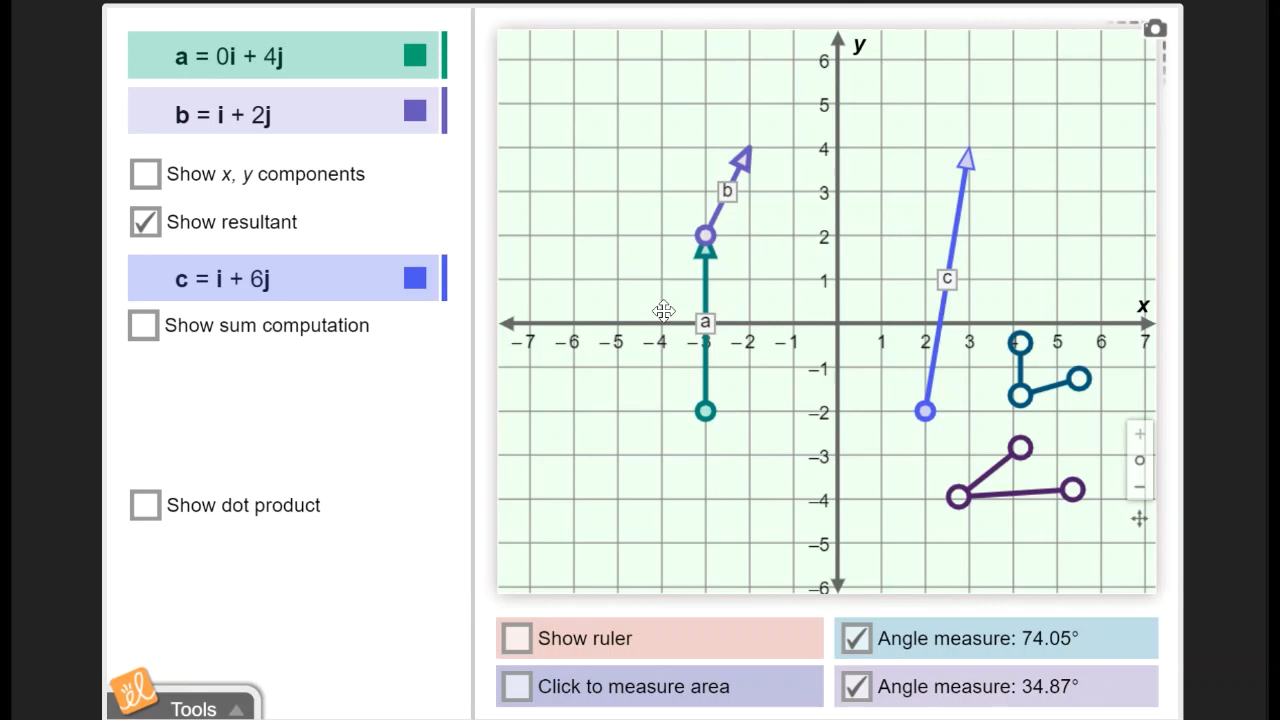 a = 0i + 4j
b = i + 2j
Show x, y components
Show resultant
c = i + 6j
Show sum computation
Show dot product
Tools
y
6
5
4
3
2
1
x
–7 –6 –5 –4 –3 –2 –1 1 2 3 4 5 6 7
–1
–2
–3
–4
–5
–6
b
a
c
Show ruler
Angle measure: 74.05°
Click to measure area
Angle measure: 34.87°